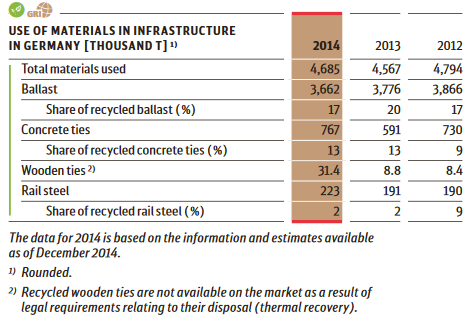 GRI
USE OF MATERIALS IN INFRASTRUCTURE
IN GERMANY [THOUSAND T] 1) 2014 2013 2012
Total materials used 4,685 4,567 4,794
Ballast 3,662 3,776 3,866
Share of recycled ballast (%) 17 20 17
Concrete ties 767 591 730
Share of recycled concrete ties (%) 13 13 9
Wooden ties 2) 31.4 8.8 8.4
Rail steel 223 191 190
Share of recycled rail steel (%) 2 2 9
The data for 2014 is based on the information and estimates available
as of December 2014.
1) Rounded.
2) Recycled wooden ties are not available on the market as a result of
legal requirements relating to their disposal (thermal recovery).